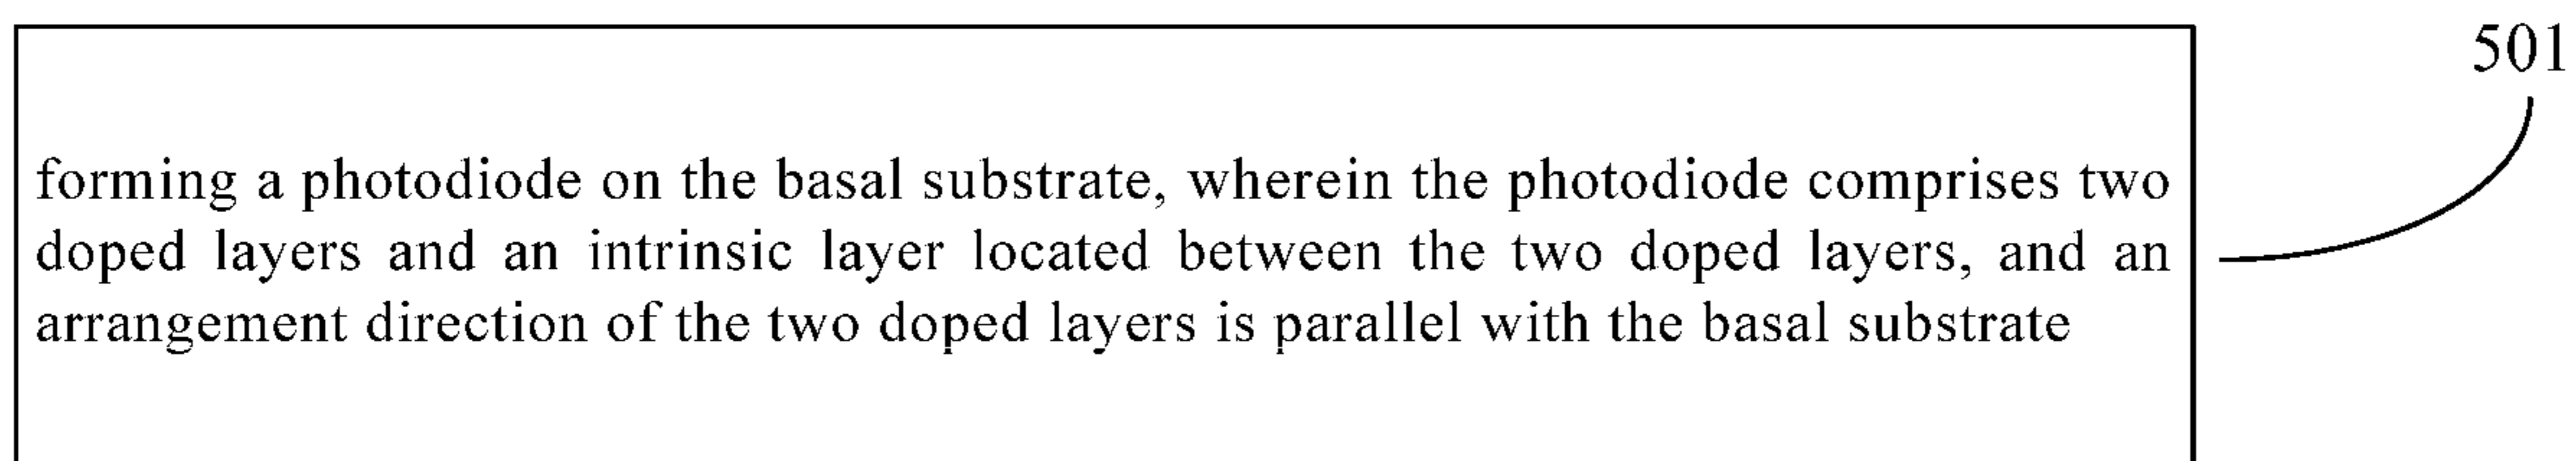 501
forming a photodiode on the basal substrate, wherein the photodiode comprises two
doped layers and an intrinsic layer located between the two doped layers, and an
arrangement direction of the two doped layers is parallel with the basal substrate